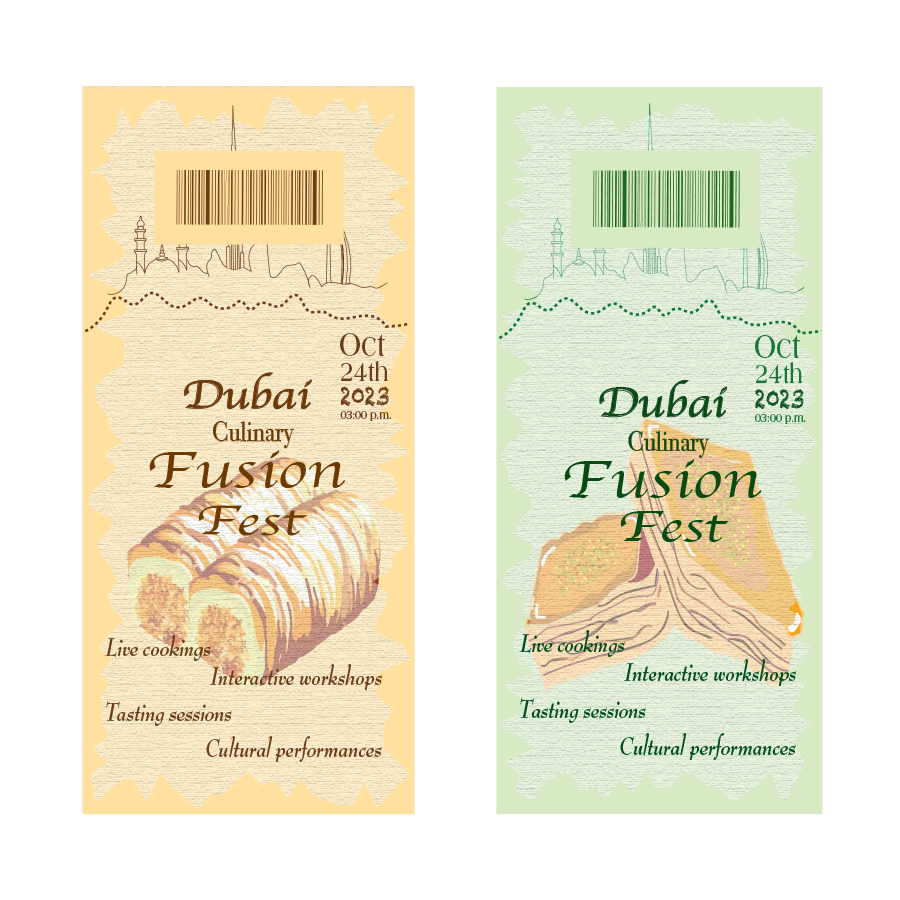 Oct
24th
2023
03:00 p.m.
Dubai
Culinary
Fusion
Fest
Live cookings
Interactive workshops
Tasting sessions
Cultural performances
Oct
24th
2023
03:00 p.m.
Dubai
Culinary
Fusion
Fest
Live cookings
Interactive workshops
Tasting sessions
Cultural performances